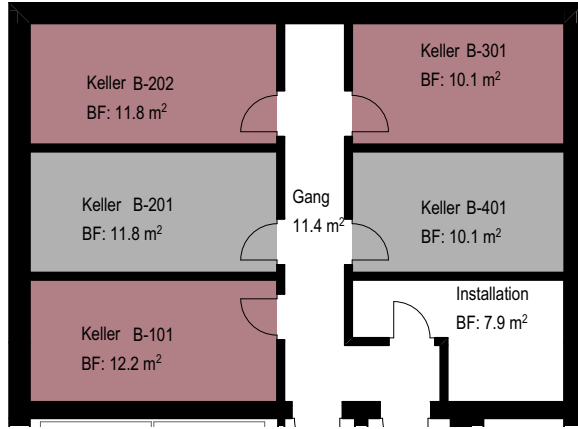 Keller B-202
BF: 11.8 m²
Keller B-301
BF: 10.1 m²
Keller B-201
BF: 11.8 m²
Gang
11.4 m²
Keller B-401
BF: 10.1 m²
Keller B-101
BF: 12.2 m²
Installation
BF: 7.9 m²